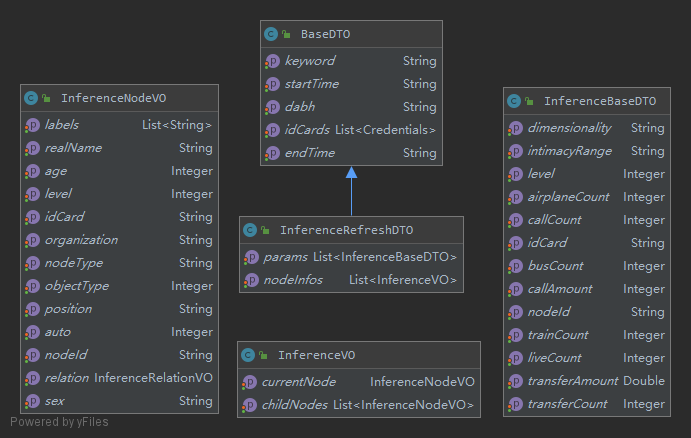 BaseDTO
keyword String
startTime String
dabh String
idCards List<Credentials>
endTime String
InferenceNodeVO
labels List<String>
realName String
age Integer
level Integer
idCard String
organization String
nodeType String
objectType Integer
position String
auto Integer
nodeId String
relation InferenceRelationVO
sex String
InferenceRefreshDTO
params List<InferenceBaseDTO>
nodeInfos List<InferenceVO>
InferenceVO
currentNode InferenceNodeVO
childNodes List<InferenceNodeVO>
InferenceBaseDTO
dimensionality String
intimacyRange String
level Integer
airplaneCount Integer
callCount Integer
idCard String
busCount Integer
callAmount Integer
nodeId String
trainCount Integer
liveCount Integer
transferAmount Double
transferCount Integer
Powered by yFiles